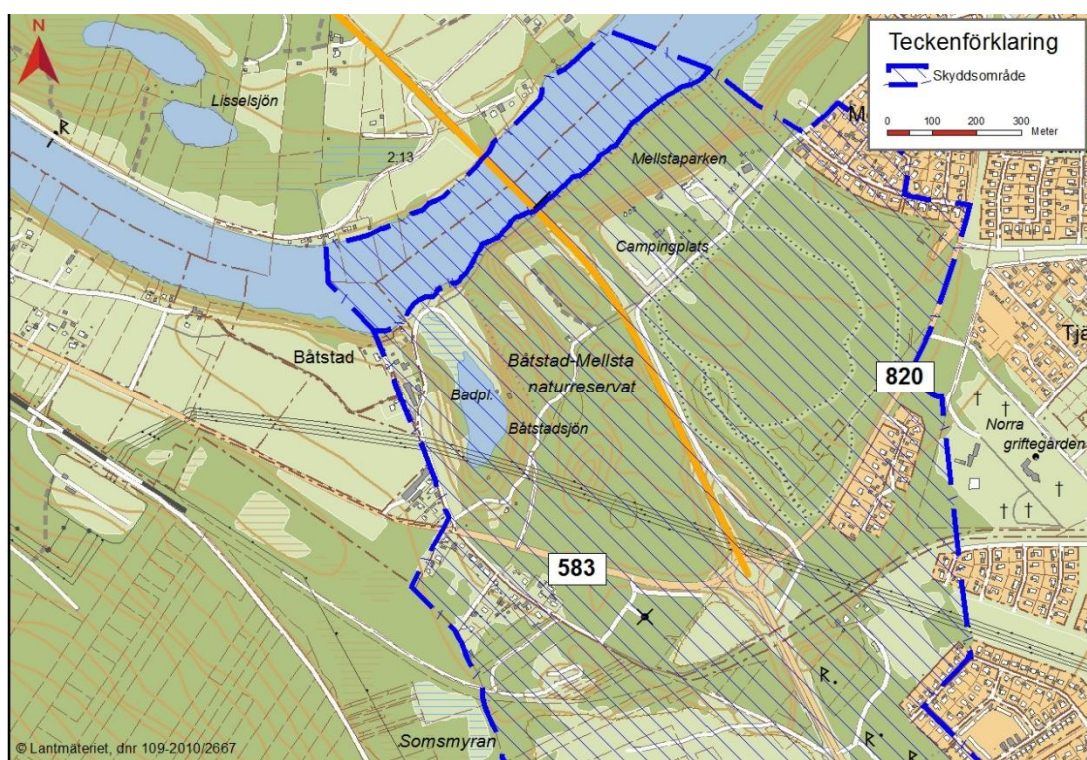 N
Teckenförklaring
Skyddsområde
0 100 200 300
Meter
Lisselsjön
R
2:13
Mellstaparken
Campingplats
Båtstad
Båtstad-Mellsta
naturreservat
Badpl.
Båtstadsjön
820
Norra
griftegården
583
R
R
R
Somsmyran
© Lantmäteriet, dnr 109-2010/2667